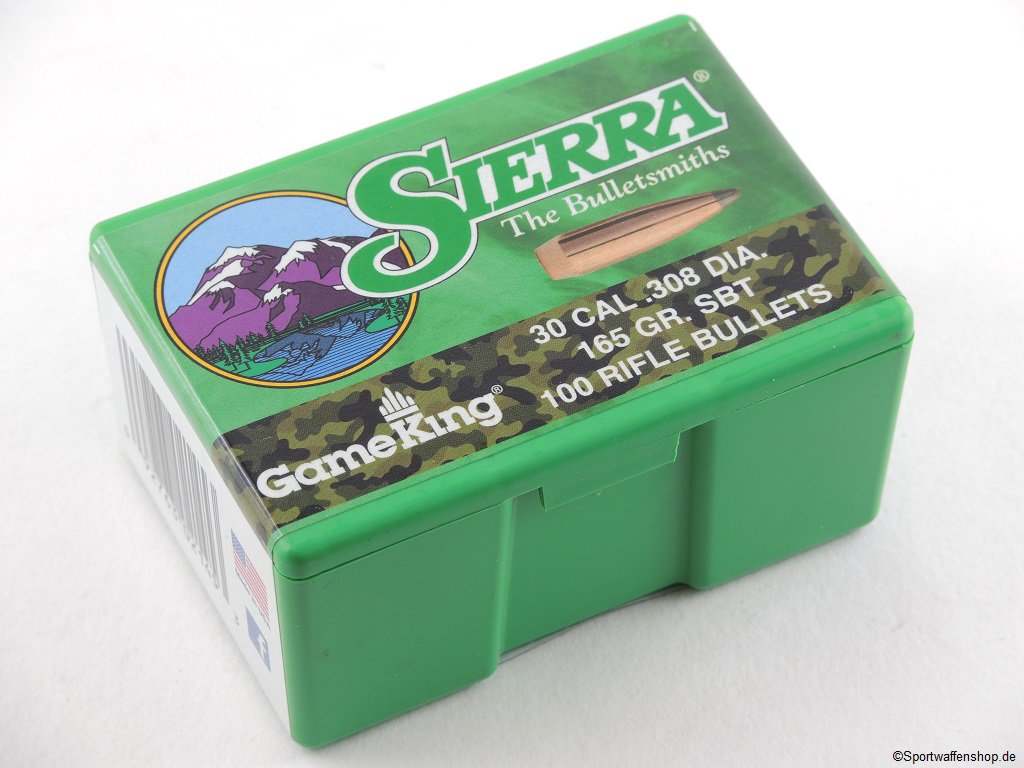 SIERRA®
The Bulletsmiths
30 CAL. .308 DIA.
165 GR. SBT
100 RIFLE BULLETS
GameKing®
f
©Sportwaffenshop.de